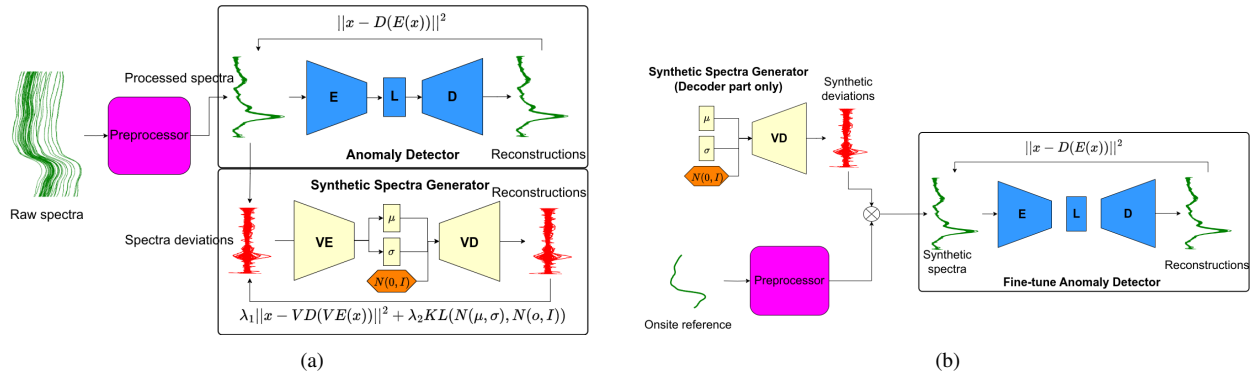 ||x − D(E(x))||²
Processed spectra
E
L
D
Preprocessor
Anomaly Detector
Reconstructions
Raw spectra
Synthetic Spectra Generator
Reconstructions
Spectra deviations
VE
μ
σ
VD
N(0, I)
λ₁||x − VD(VE(x))||² + λ₂KL(N(μ, σ), N(o, I))
(a)
Synthetic Spectra Generator
(Decoder part only)
Synthetic
deviations
μ
σ
VD
N(0, I)
||x − D(E(x))||²
E
L
D
Synthetic
spectra
Reconstructions
Fine-tune Anomaly Detector
Preprocessor
Onsite reference
(b)